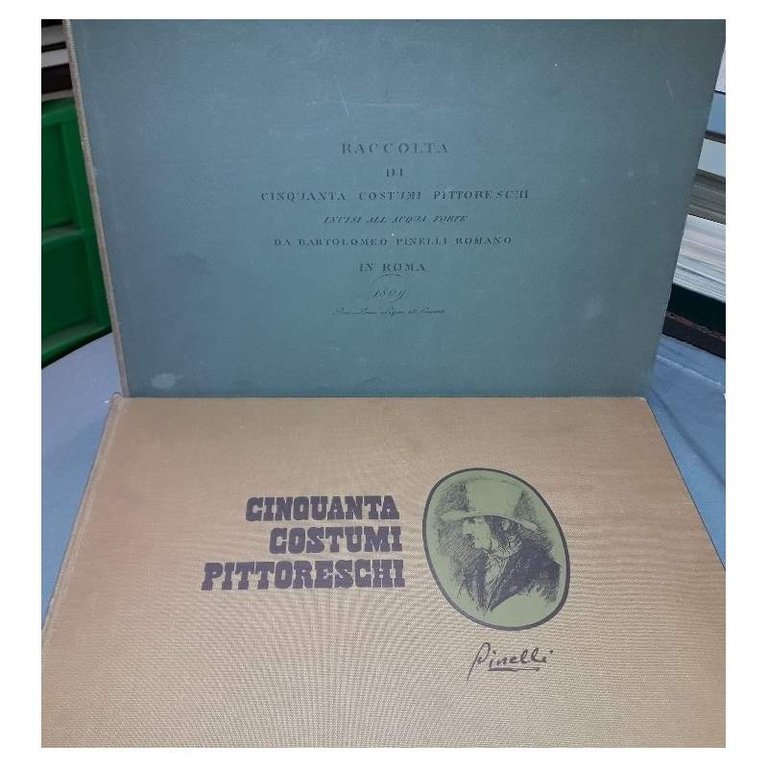 RACCOLTA
DI
CINQUANTA COSTUMI PITTORESCHI
INCISI ALL ACQUA FORTE
DA BARTOLOMEO PINELLI ROMANO
IN ROMA
1809
CINQUANTA
COSTUMI
PITTORESCHI
Pinelli